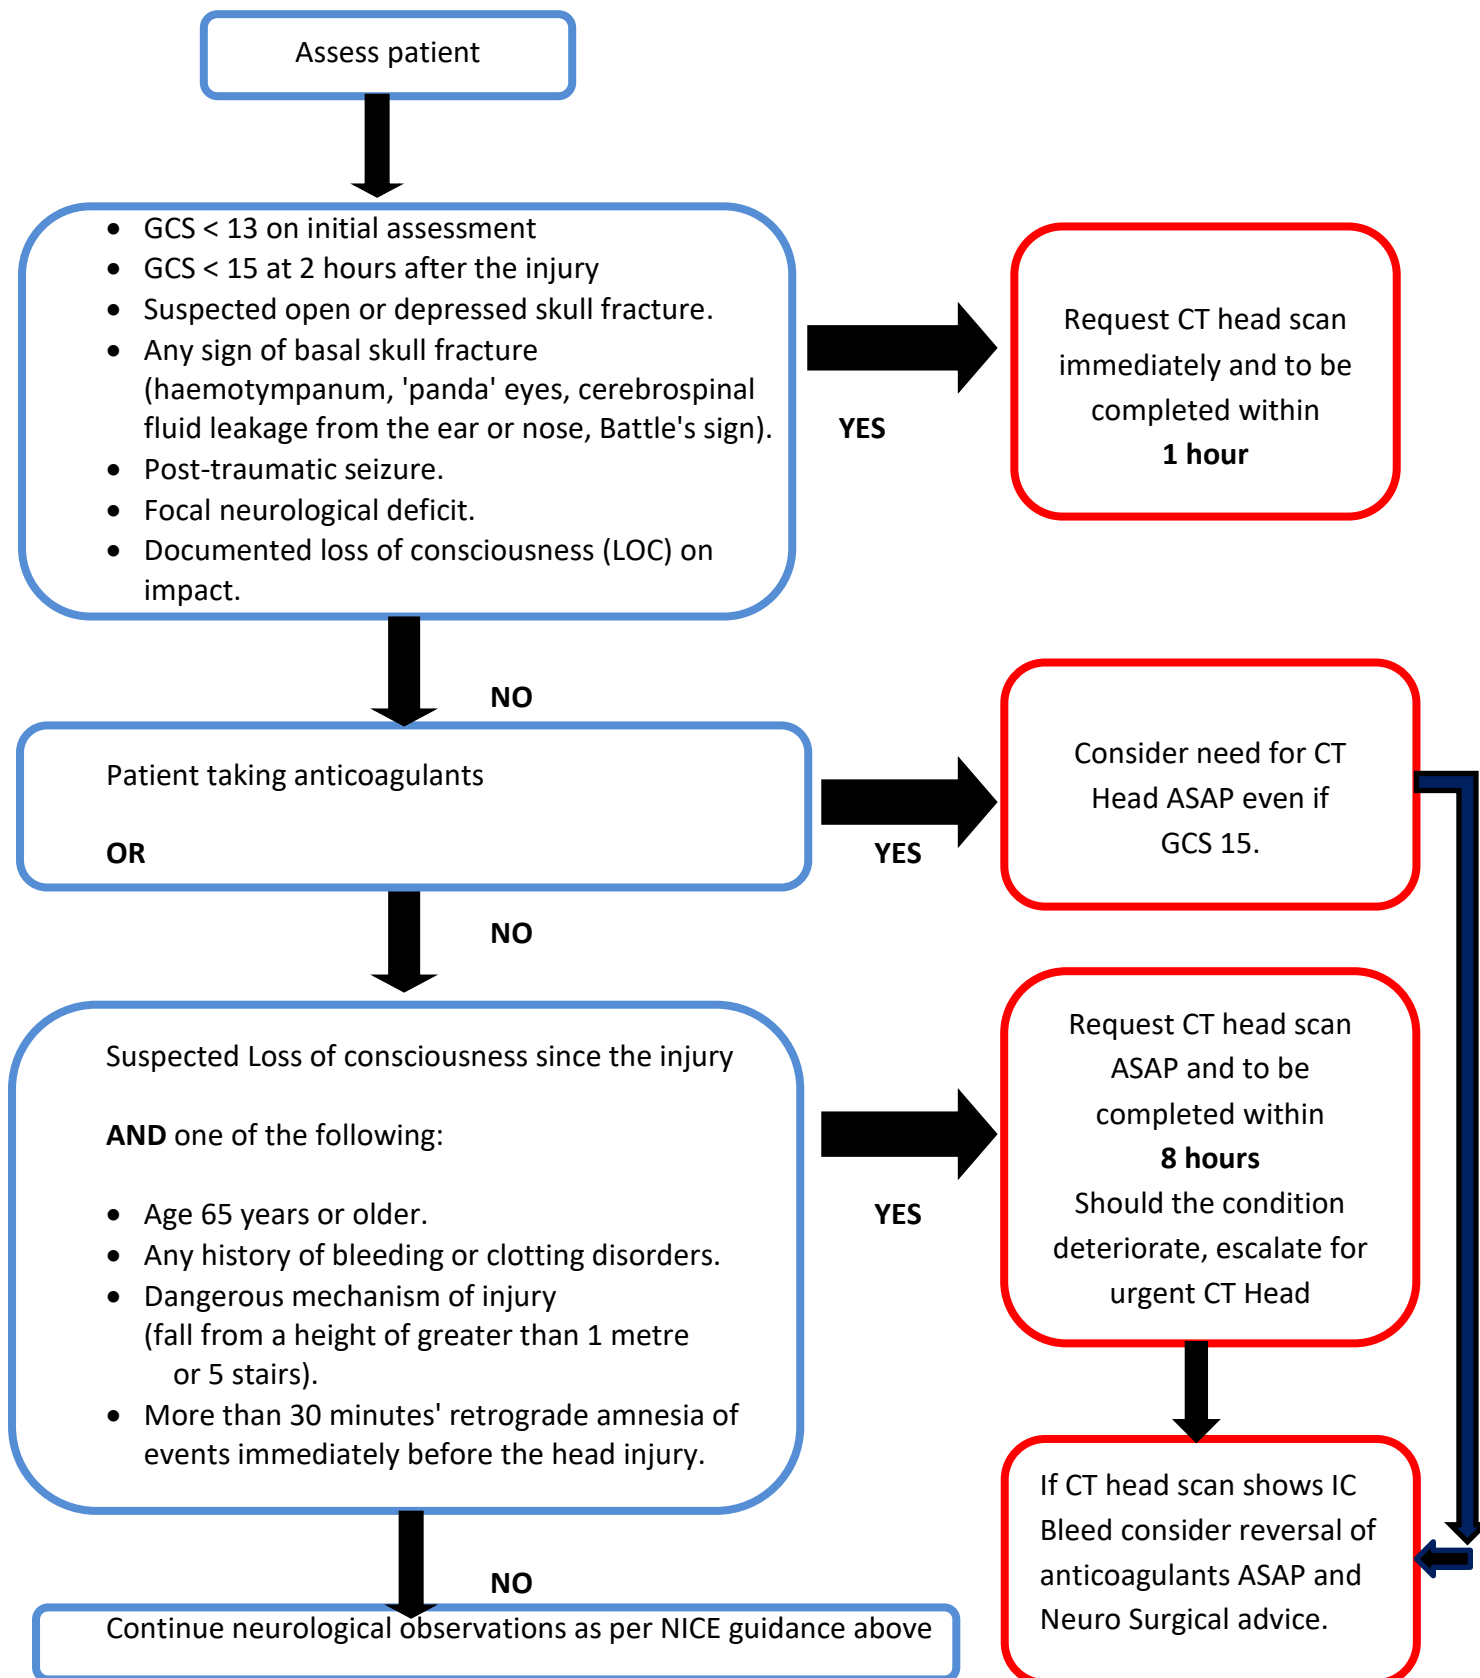 Assess patient
• GCS < 13 on initial assessment
• GCS < 15 at 2 hours after the injury
• Suspected open or depressed skull fracture.
• Any sign of basal skull fracture
(haemotympanum, 'panda' eyes, cerebrospinal
fluid leakage from the ear or nose, Battle's sign).
• Post-traumatic seizure.
• Focal neurological deficit.
• Documented loss of consciousness (LOC) on
impact.
YES
Request CT head scan
immediately and to be
completed within
1 hour
NO
Patient taking anticoagulants
OR
YES
Consider need for CT
Head ASAP even if
GCS 15.
NO
Suspected Loss of consciousness since the injury
AND one of the following:
• Age 65 years or older.
• Any history of bleeding or clotting disorders.
• Dangerous mechanism of injury
(fall from a height of greater than 1 metre
or 5 stairs).
• More than 30 minutes' retrograde amnesia of
events immediately before the head injury.
YES
Request CT head scan
ASAP and to be
completed within
8 hours
Should the condition
deteriorate, escalate for
urgent CT Head
If CT head scan shows IC
Bleed consider reversal of
anticoagulants ASAP and
Neuro Surgical advice.
NO
Continue neurological observations as per NICE guidance above